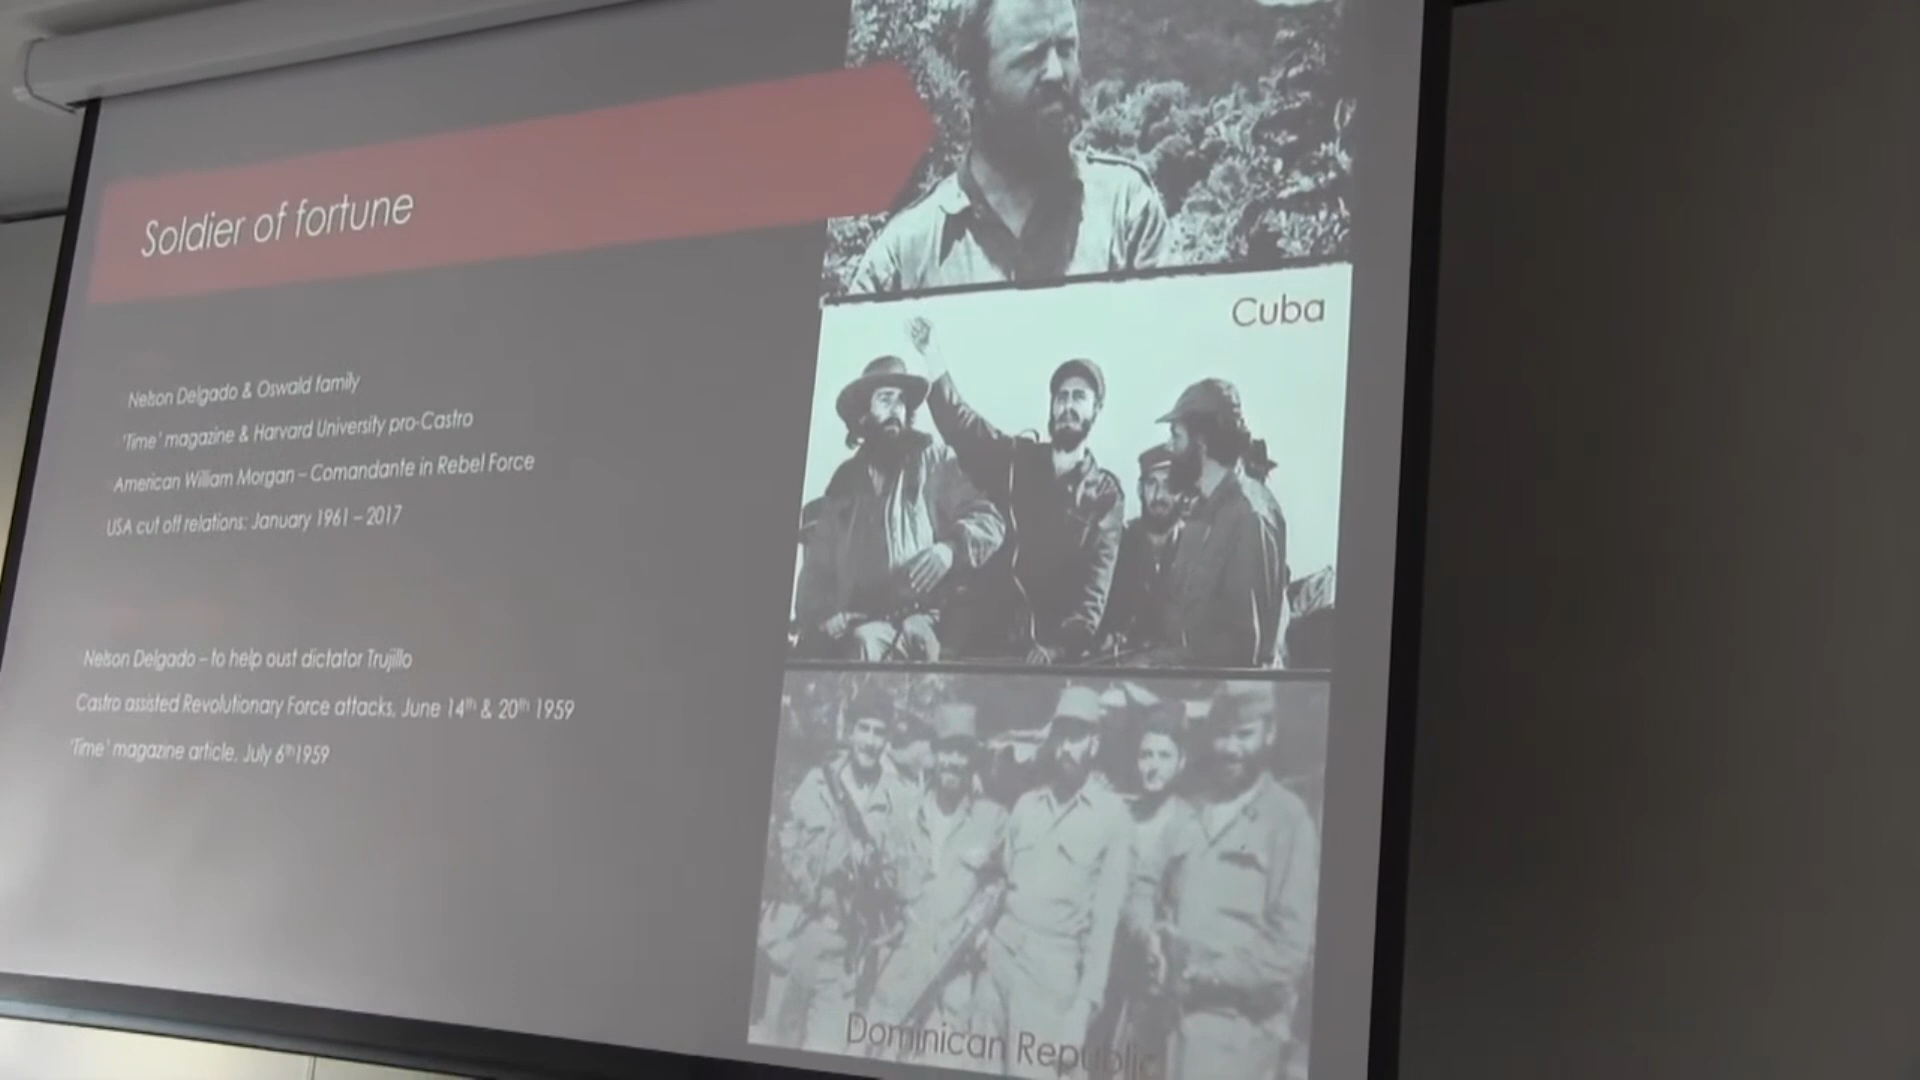 Soldier of fortune
Nelson Delgado & Oswald family
'Time' magazine & Harvard University pro-Castro
American William Morgan – Comandante in Rebel Force
USA cut off relations: January 1961 – 2017
Nelson Delgado – to help oust dictator Trujillo
Castro assisted Revolutionary Force attacks, June 14th & 20th 1959
'Time' magazine article, July 6th 1959
Cuba
Dominican Republic